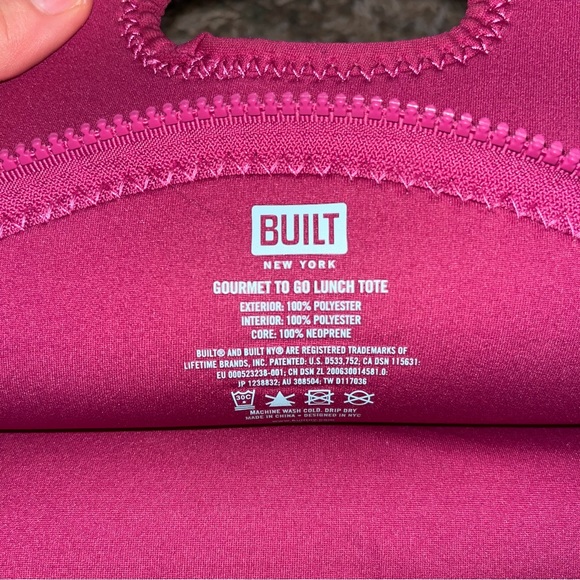 BUILT
NEW YORK
GOURMET TO GO LUNCH TOTE
EXTERIOR: 100% POLYESTER
INTERIOR: 100% POLYESTER
CORE: 100% NEOPRENE
BUILT® AND BUILT NY® ARE REGISTERED TRADEMARKS OF
LIFETIME BRANDS, INC. PATENTED: U.S. D533,752; CA DSN 115631;
EU 000523238-001; CH DSN ZL 200630014581.0;
JP 1238832; AU 308504; TW D117036
30C
MACHINE WASH COLD. DRIP DRY
MADE IN CHINA • DESIGNED IN NYC